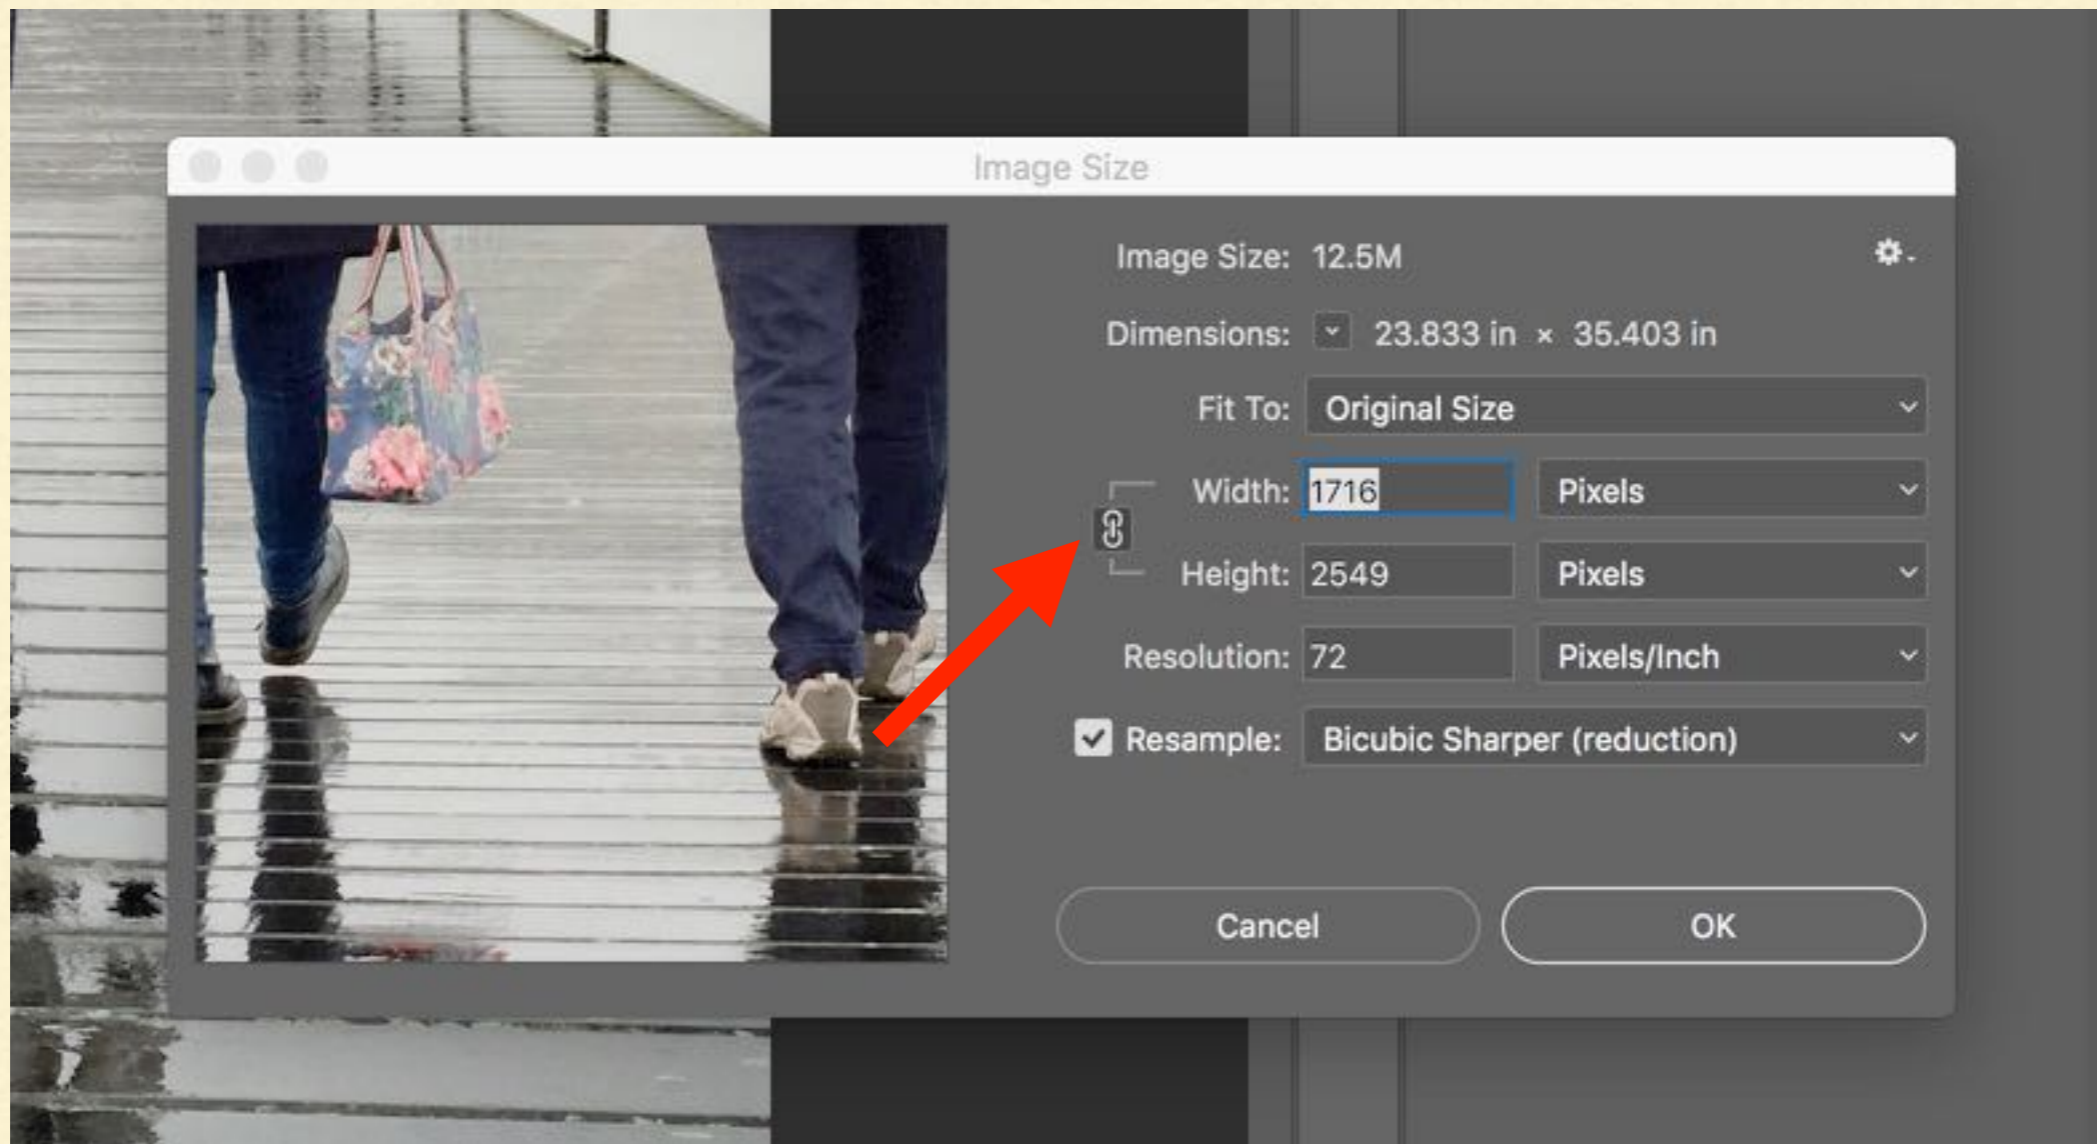 Image Size
Image Size: 12.5M
Dimensions: 23.833 in × 35.403 in
Fit To: Original Size
Width: 1716 Pixels
Height: 2549 Pixels
Resolution: 72 Pixels/Inch
Resample: Bicubic Sharper (reduction)
Cancel OK